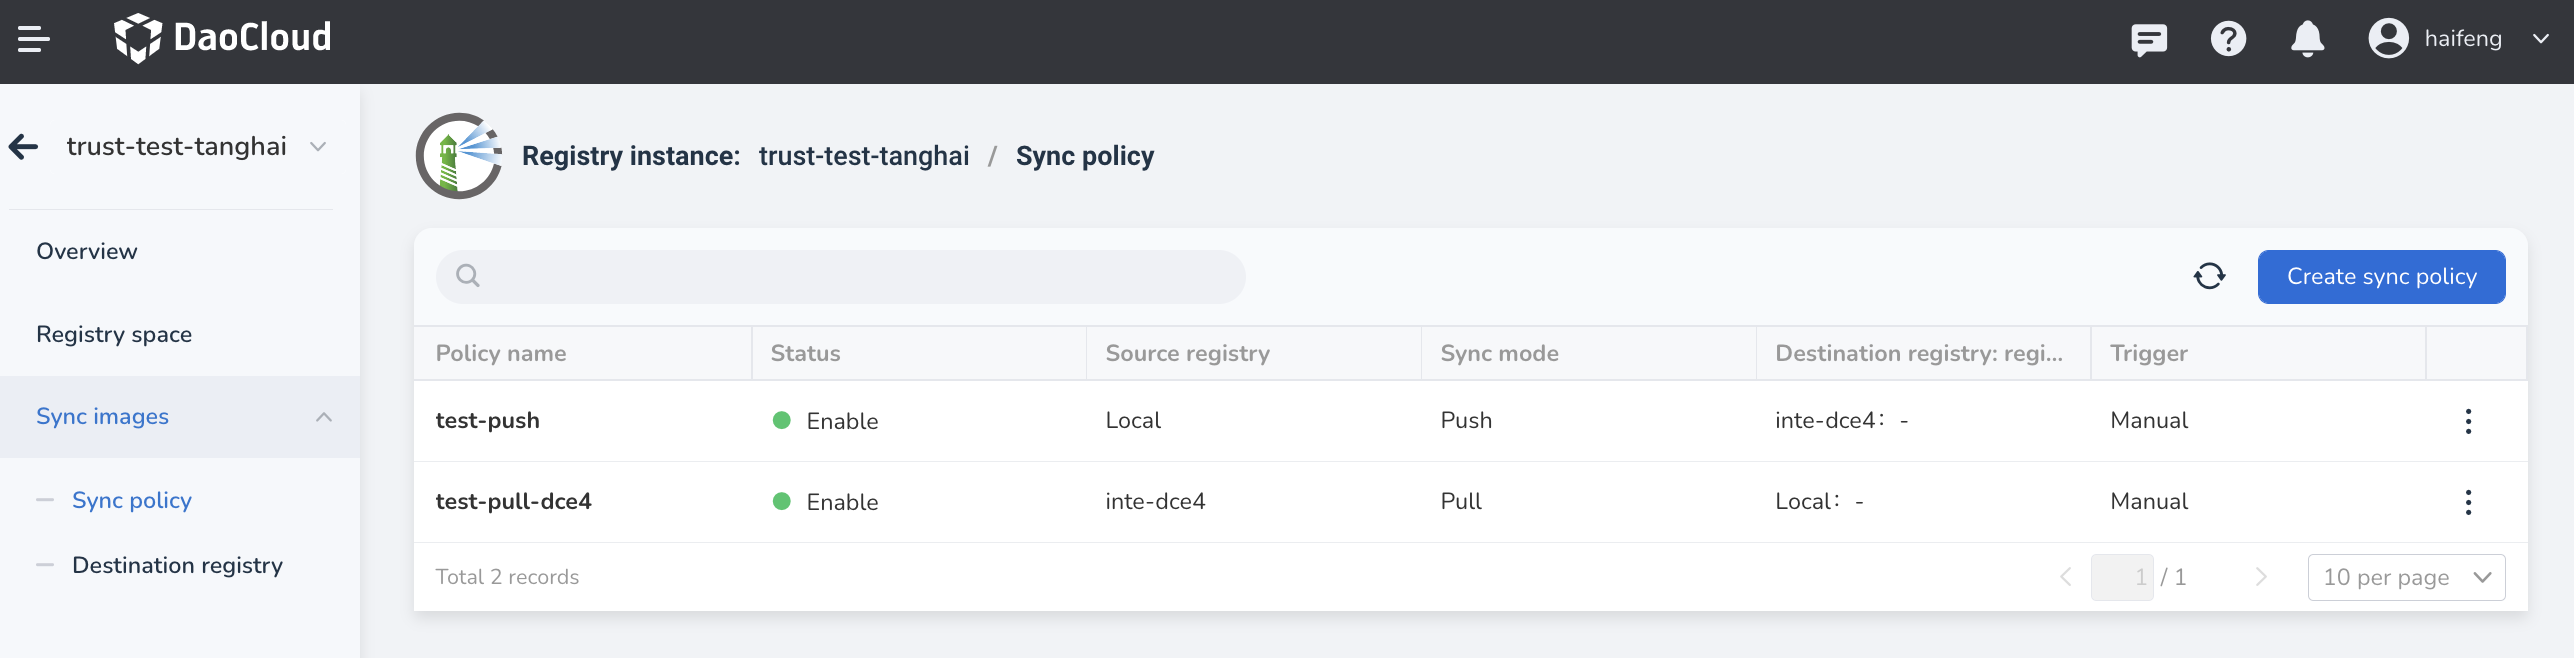 DaoCloud
haifeng
trust-test-tanghai
Registry instance: trust-test-tanghai / Sync policy
Overview
Registry space
Sync images
Sync policy
Destination registry
Create sync policy
Policy name Status Source registry Sync mode Destination registry: regi... Trigger
test-push Enable Local Push inte-dce4： - Manual
test-pull-dce4 Enable inte-dce4 Pull Local： - Manual
Total 2 records
1 / 1
10 per page